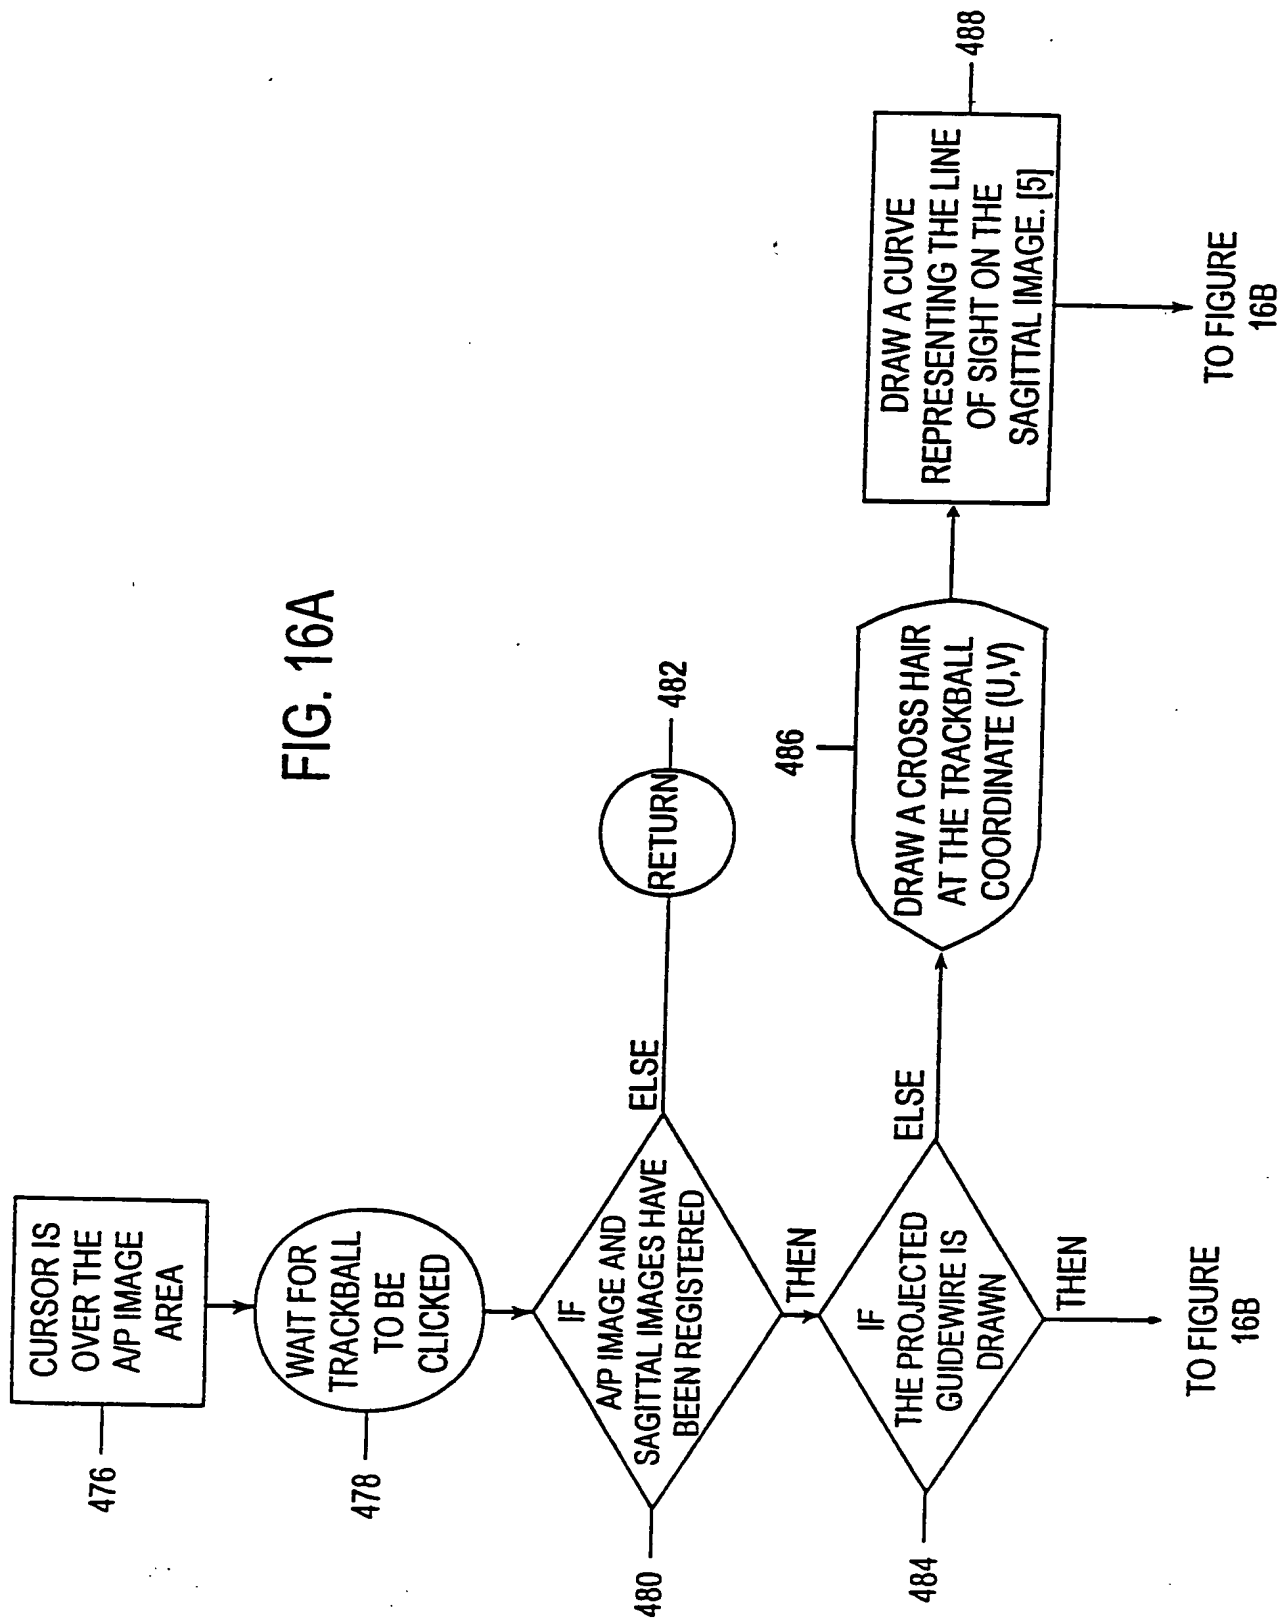 FIG. 16A
CURSOR IS
OVER THE
A/P IMAGE
AREA
476
WAIT FOR
TRACKBALL
TO BE
CLICKED
478
IF
A/P IMAGE AND
SAGITTAL IMAGES HAVE
BEEN REGISTERED
480
ELSE
RETURN
482
THEN
IF
THE PROJECTED
GUIDEWIRE IS
DRAWN
484
ELSE
DRAW A CROSS HAIR
AT THE TRACKBALL
COORDINATE (U,V)
486
DRAW A CURVE
REPRESENTING THE LINE
OF SIGHT ON THE
SAGITTAL IMAGE. [5]
488
TO FIGURE
16B
THEN
TO FIGURE
16B